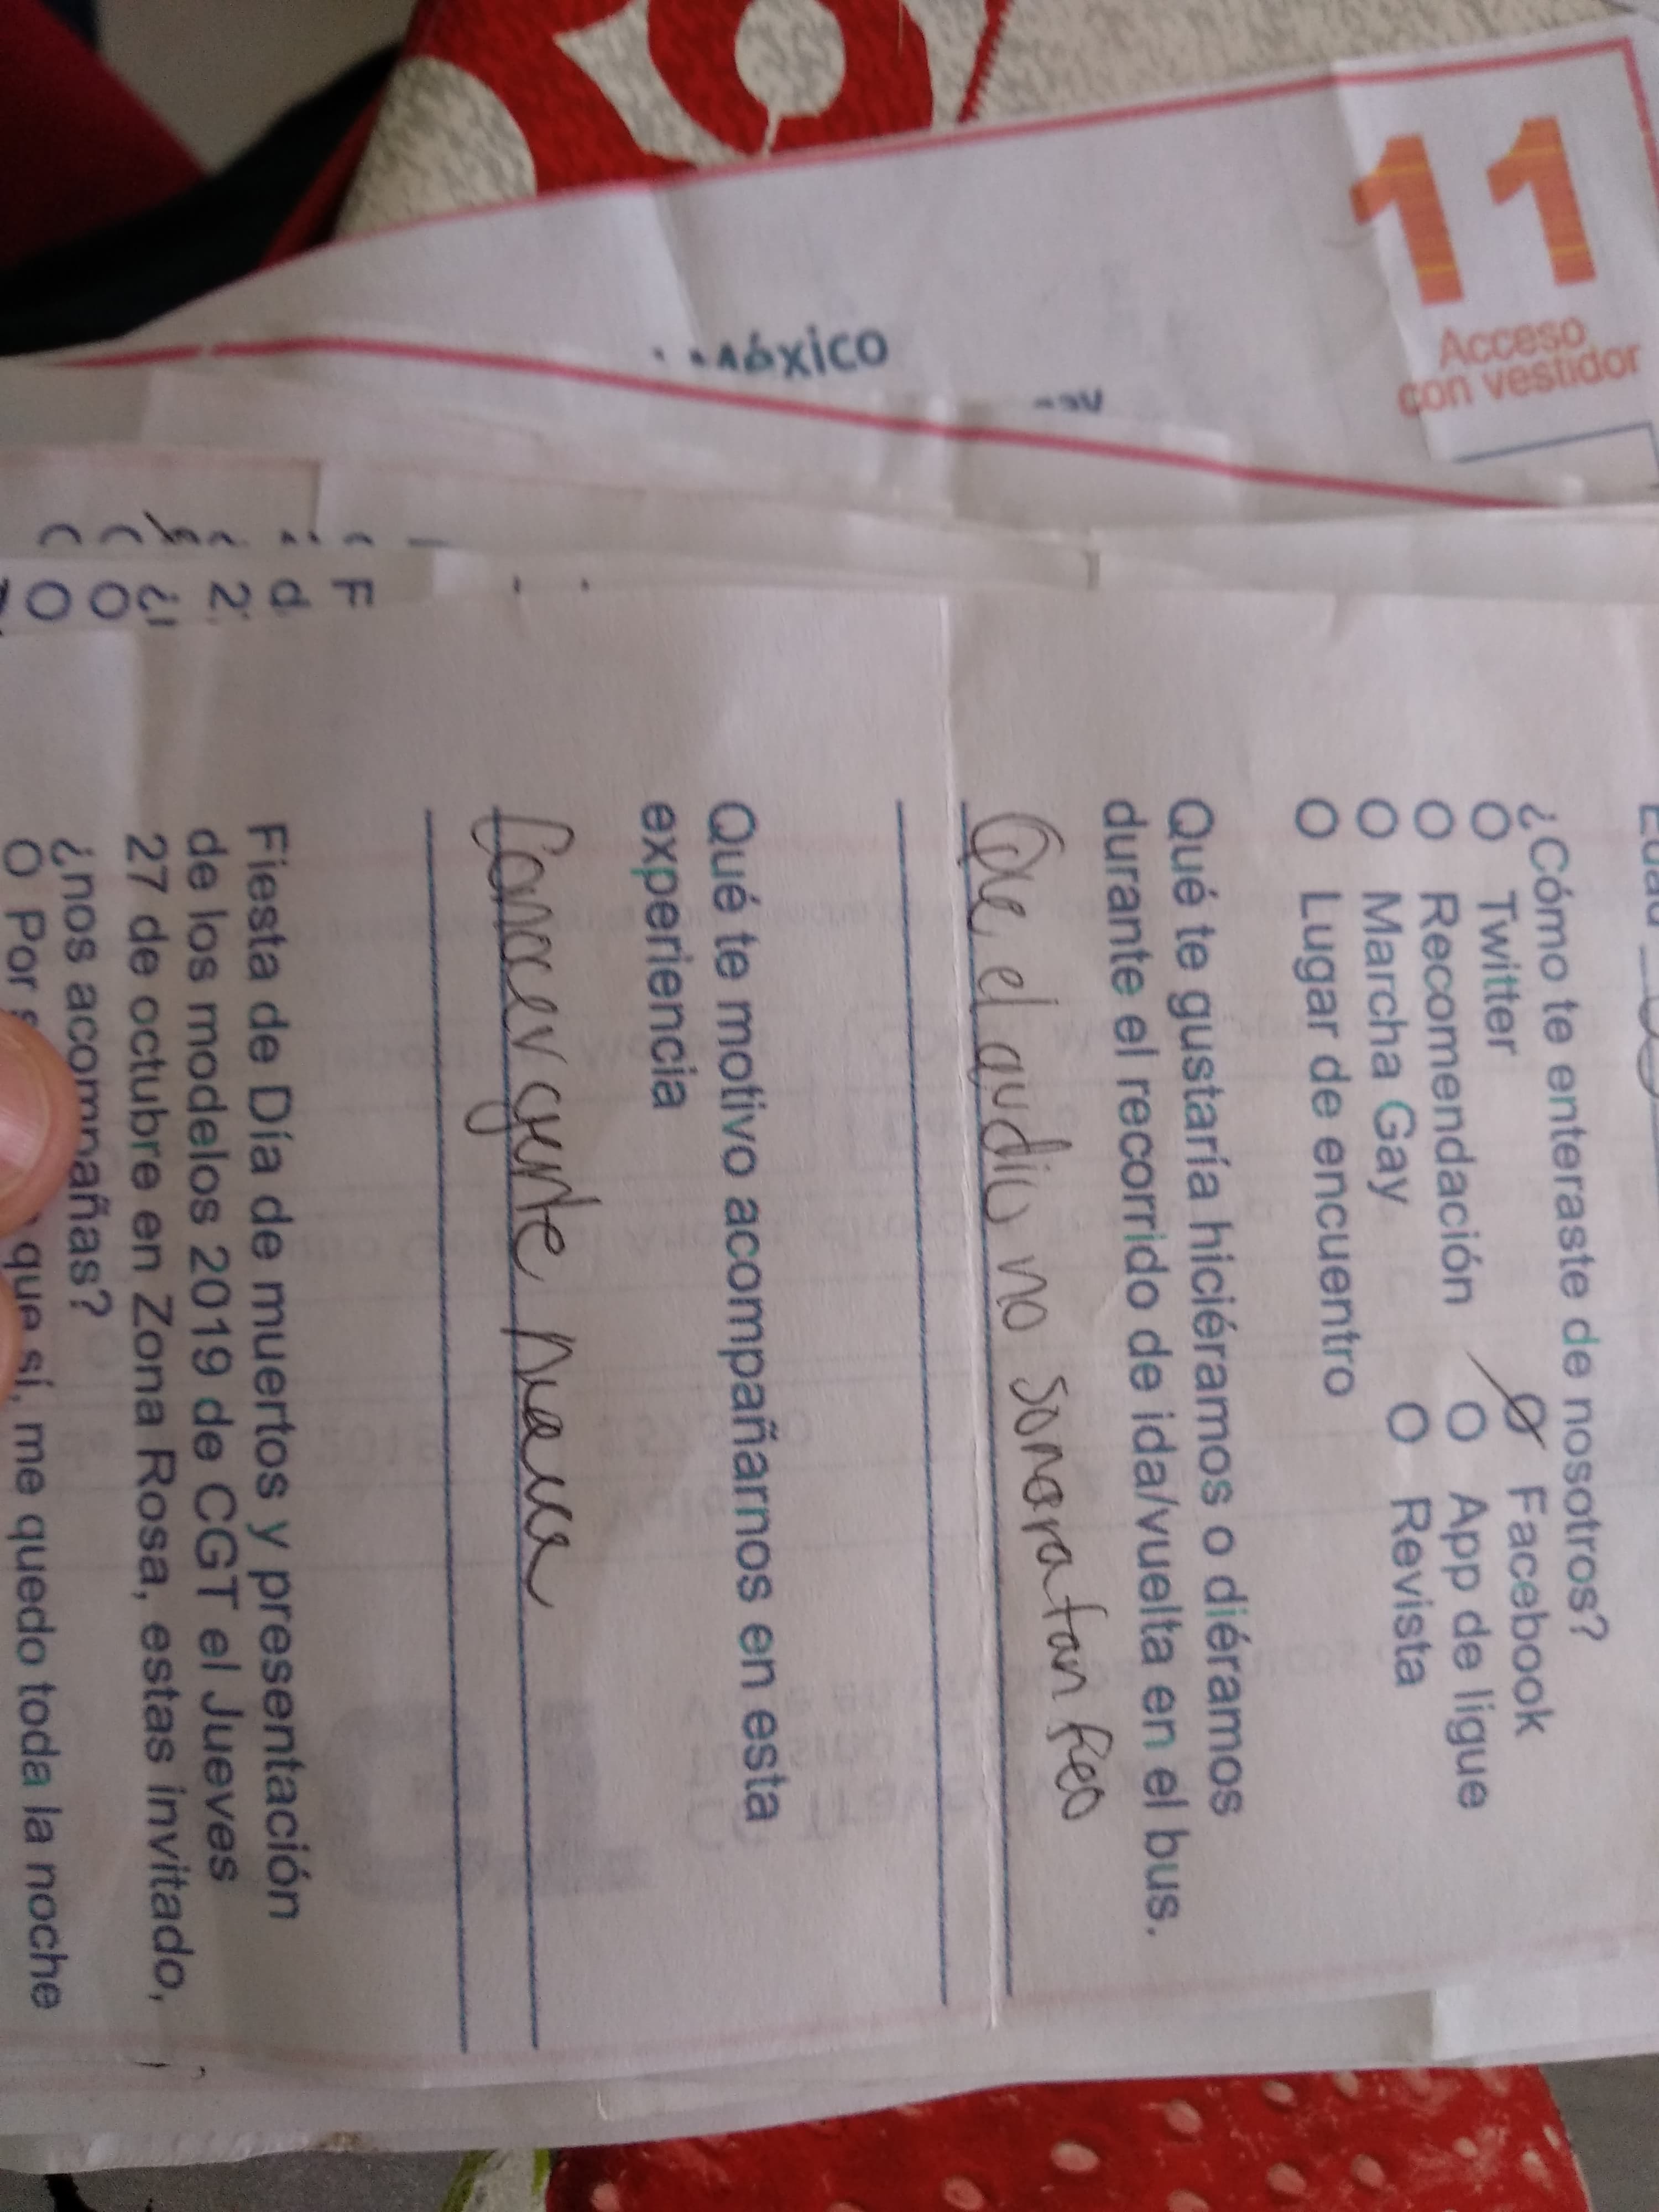 11
Acceso
con vestidor
México
Edad
¿Cómo te enteraste de nosotros?
O Twitter O Facebook
O Recomendación O App de ligue
O Marcha Gay O Revista
O Lugar de encuentro
Qué te gustaría hiciéramos o diéramos
durante el recorrido de ida/vuelta en el bus.
Que el audio no sonara tan feo
Qué te motivo acompañarnos en esta
experiencia
Conocer gente nueva
Fiesta de Día de muertos y presentación
de los modelos 2019 de CGT el Jueves
27 de octubre en Zona Rosa, estas invitado,
¿nos acompañas?
O Por que sí, me quedo toda la noche
F
d
2
¿
O
O